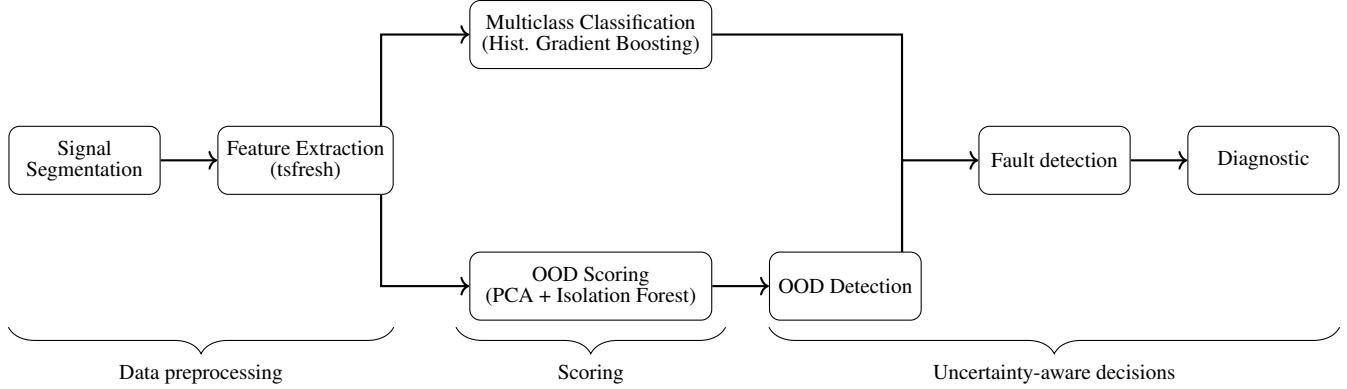 Multiclass Classification
(Hist. Gradient Boosting)
Signal
Segmentation
Feature Extraction
(tsfresh)
Fault detection
Diagnostic
OOD Scoring
(PCA + Isolation Forest)
OOD Detection
Data preprocessing
Scoring
Uncertainty-aware decisions